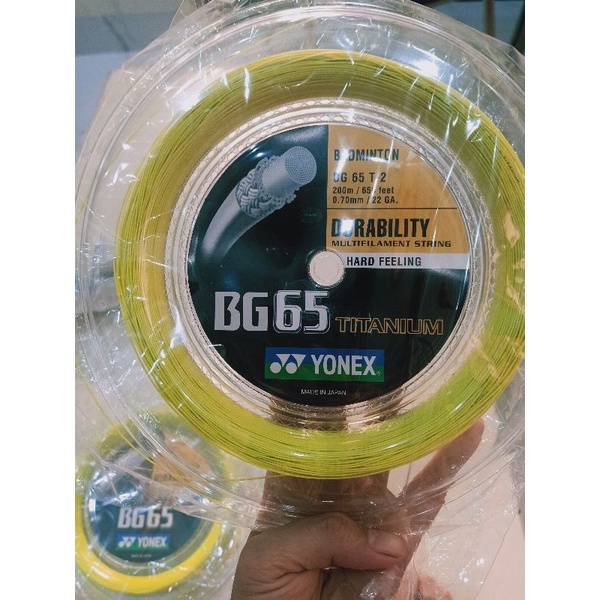 BADMINTON
BG 65 Ti-2
200m / 656 feet
0.70mm / 22 GA.
DURABILITY
MULTIFILAMENT STRING
HARD FEELING
BG65 TITANIUM
YONEX
MADE IN JAPAN
BG65
YONEX